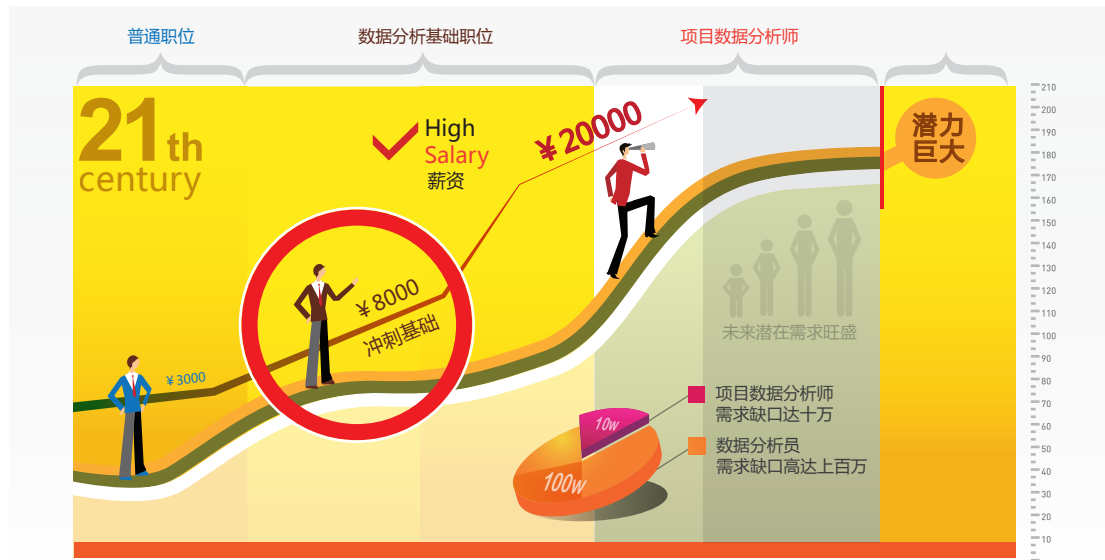 普通职位
数据分析基础职位
项目数据分析师
21th
century
High
Salary
薪资
¥20000
潜力
巨大
¥8000
冲刺基础
¥3000
未来潜在需求旺盛
项目数据分析师
需求缺口达十万
数据分析员
需求缺口高达上百万
10w
100w
210
200
190
180
170
160
150
140
130
120
110
100
90
80
70
60
50
40
30
20
10